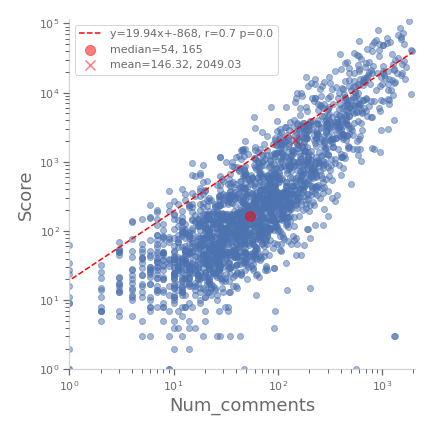 y=19.94x+-868, r=0.7 p=0.0
median=54, 165
mean=146.32, 2049.03
10⁵
10⁴
10³
10²
10¹
10⁰
Score
10⁰ 10¹ 10² 10³
Num_comments